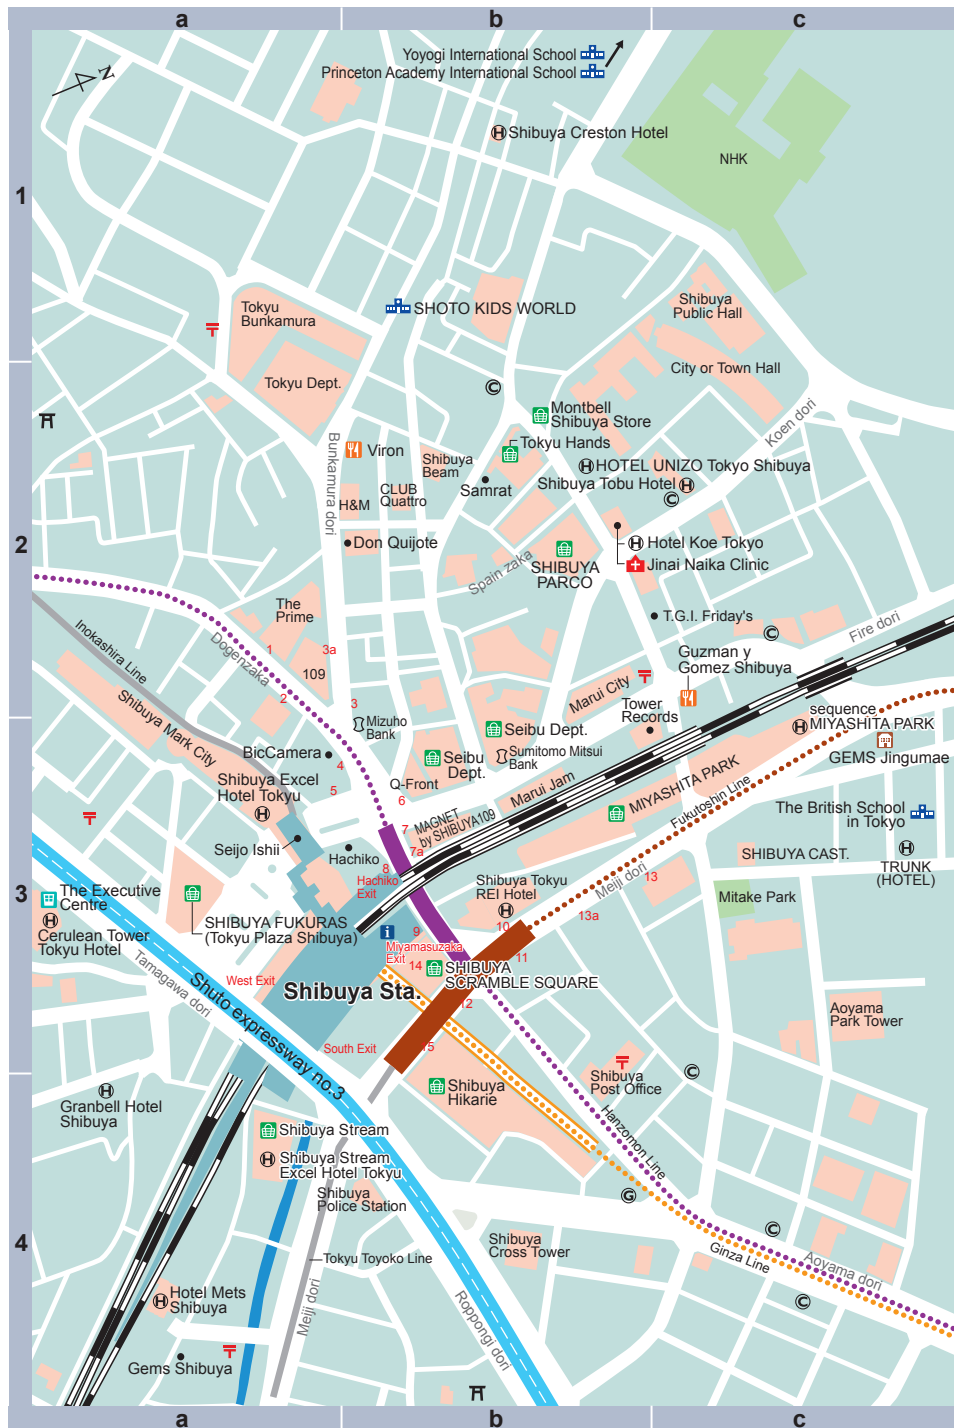 a
b
c
Yoyogi International School
Princeton Academy International School
N
H Shibuya Creston Hotel
NHK
1
Tokyu
Bunkamura
SHOTO KIDS WORLD
Shibuya
Public Hall
Tokyu Dept.
City or Town Hall
C
Montbell
Shibuya Store
Koen dori
Bunkamura dori
Viron
Tokyu Hands
Shibuya
Beam
H HOTEL UNIZO Tokyo Shibuya
Samrat
Shibuya Tobu Hotel H
C
H&M
CLUB
Quattro
2
Don Quijote
H Hotel Koe Tokyo
Spain zaka
SHIBUYA
PARCO
Jinai Naika Clinic
The
Prime
T.G.I. Friday's
Inokashira Line
Dogenzaka
C
Fire dori
1
3a
109
Guzman y
Gomez Shibuya
Marui City
2
3
Shibuya Mark City
Mizuho
Bank
Tower
Records
sequence
H MIYASHITA PARK
Seibu Dept.
BicCamera
Seibu
Dept.
Sumitomo Mitsui
Bank
GEMS Jingumae
4
Shibuya Excel
Hotel Tokyu
H
5
Q-Front
Marui Jam
MIYASHITA PARK
6
Fukutoshin Line
The British School
in Tokyo
7
MAGNET
by SHIBUYA109
7a
Seijo Ishii
Hachiko
H
TRUNK
(HOTEL)
SHIBUYA CAST.
8
Hachiko
Exit
3
The Executive
Centre
Shibuya Tokyu
REI Hotel
H
Meiji dori
13
Mitake Park
SHIBUYA FUKURAS
(Tokyu Plaza Shibuya)
H
Cerulean Tower
Tokyu Hotel
i
9
10
13a
Miyamasuzaka
Exit
11
14
SHIBUYA
SCRAMBLE SQUARE
Tamagawa dori
West Exit
Shibuya Sta.
12
Aoyama
Park Tower
Shuto expressway no.3
South Exit
15
H
Granbell Hotel
Shibuya
Shibuya
Hikarie
Shibuya
Post Office
C
Hanzomon Line
Shibuya Stream
H Shibuya Stream
Excel Hotel Tokyu
Shibuya
Police Station
G
4
Tokyu Toyoko Line
Shibuya
Cross Tower
C
Ginza Line
Aoyama dori
H Hotel Mets
Shibuya
Meiji dori
Roppongi dori
C
Gems Shibuya
a
b
c